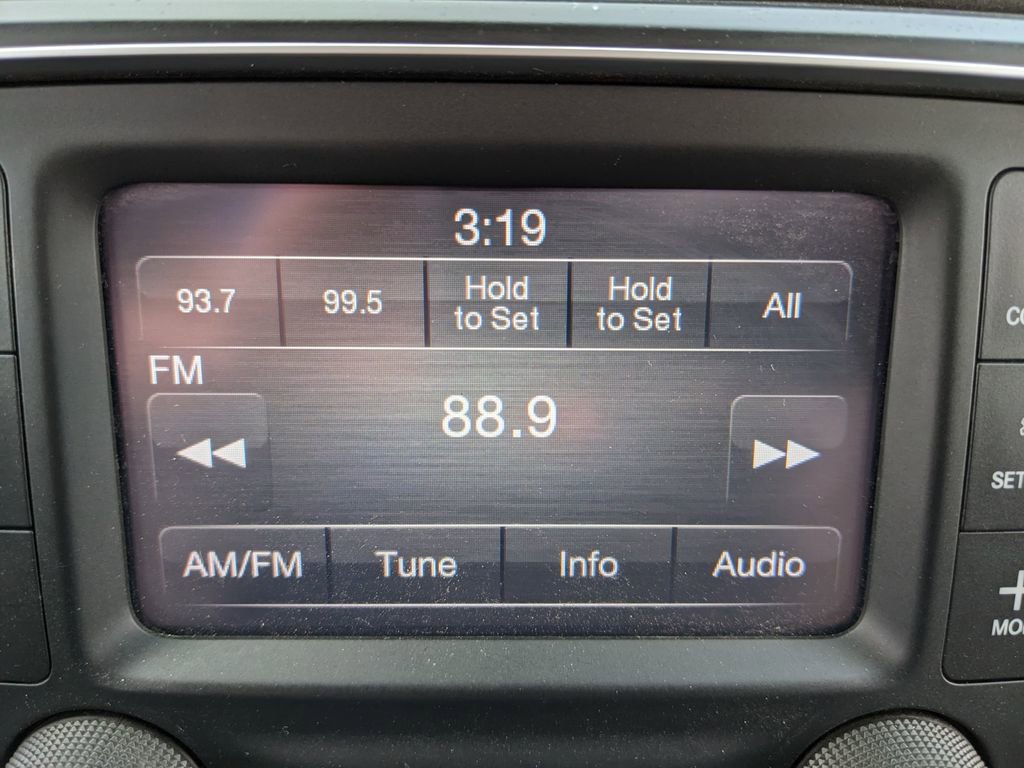 3:19
93.7 99.5 Hold to Set Hold to Set All
FM
88.9
AM/FM Tune Info Audio
SET